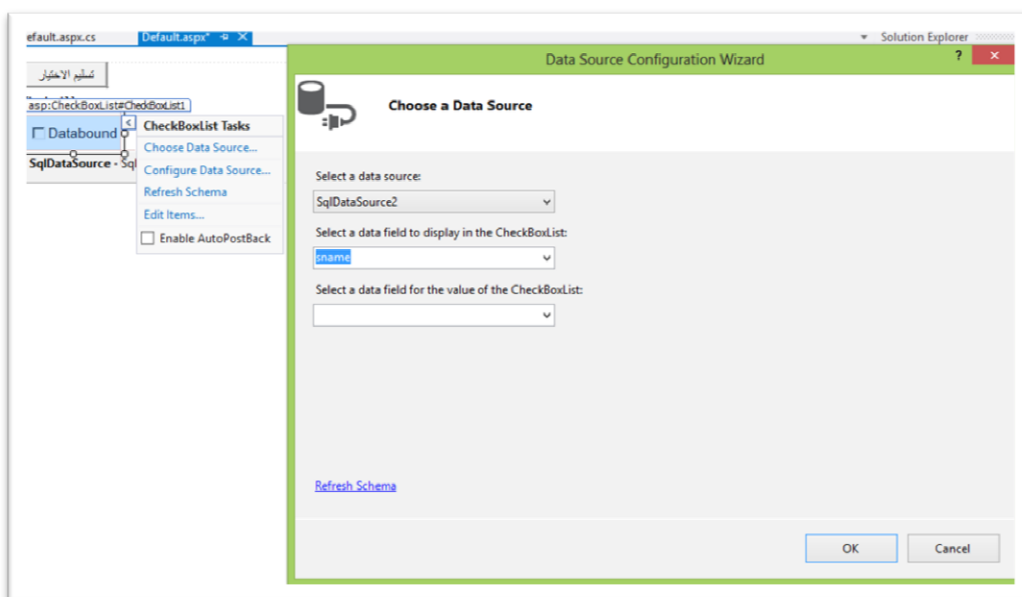 efault.aspx.cs
Default.aspx*
Solution Explorer
Data Source Configuration Wizard
?
تسليم الاختبار
asp:CheckBoxList#CheckBoxList1
Databound
SqlDataSource - Sql
CheckBoxList Tasks
Choose Data Source...
Configure Data Source...
Refresh Schema
Edit Items...
Enable AutoPostBack
Choose a Data Source
Select a data source:
SqlDataSource2
Select a data field to display in the CheckBoxList:
sname
Select a data field for the value of the CheckBoxList:
Refresh Schema
OK
Cancel